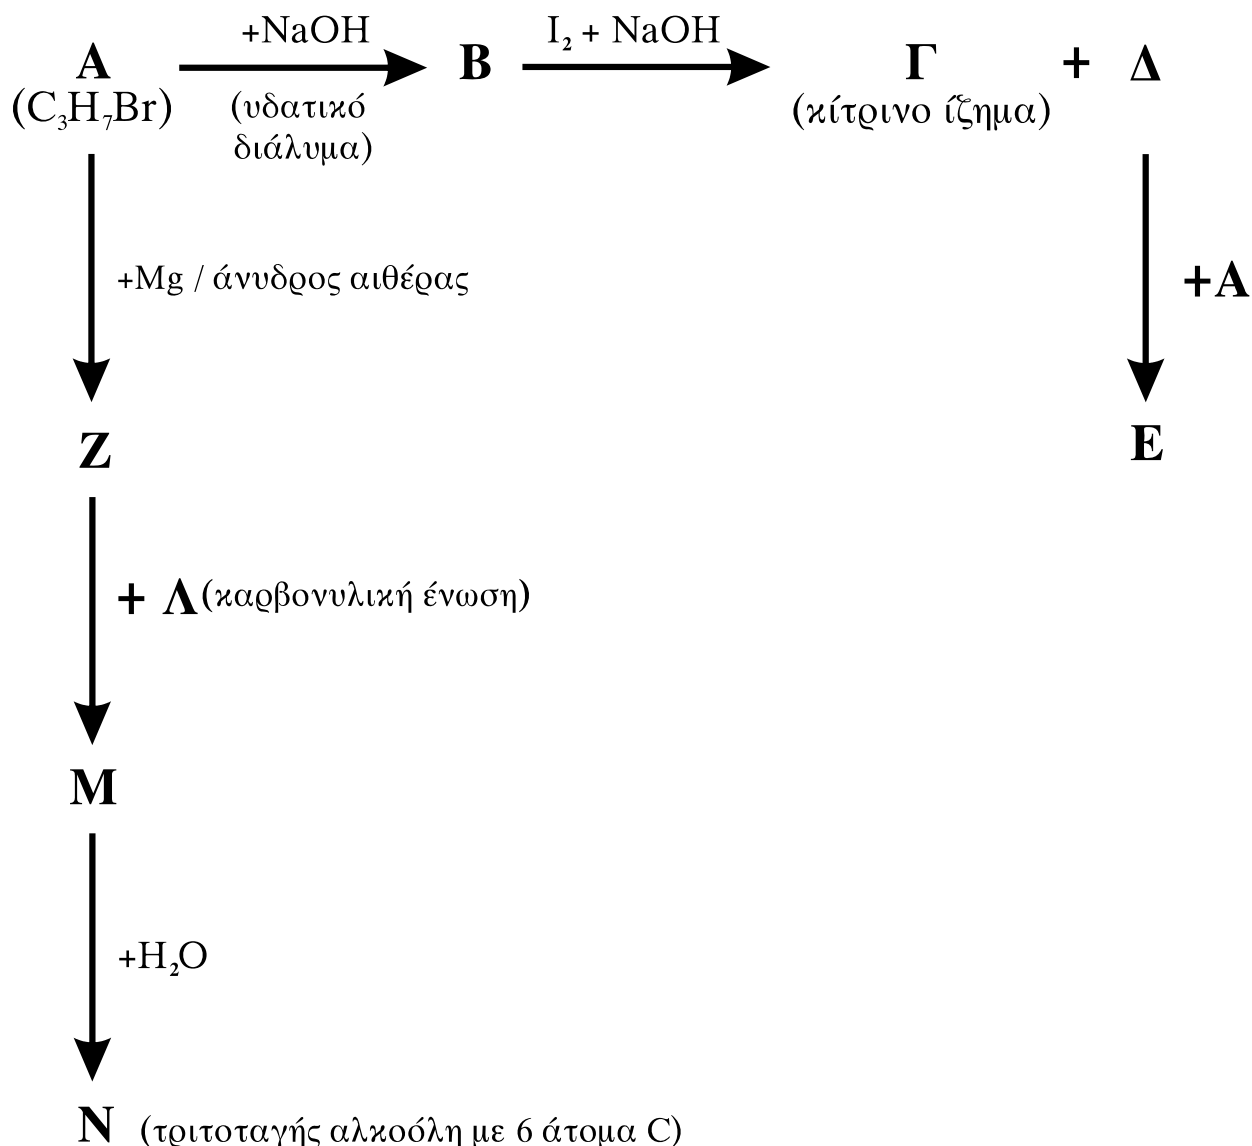 +NaOH
I₂ + NaOH
Α
Β
Γ + Δ
(C₃H₇Br)
(υδατικό
διάλυμα)
(κίτρινο ίζημα)
+Mg / άνυδρος αιθέρας
+Α
Ζ
Ε
+ Λ(καρβονυλική ένωση)
Μ
+H₂O
Ν (τριτοταγής αλκοόλη με 6 άτομα C)